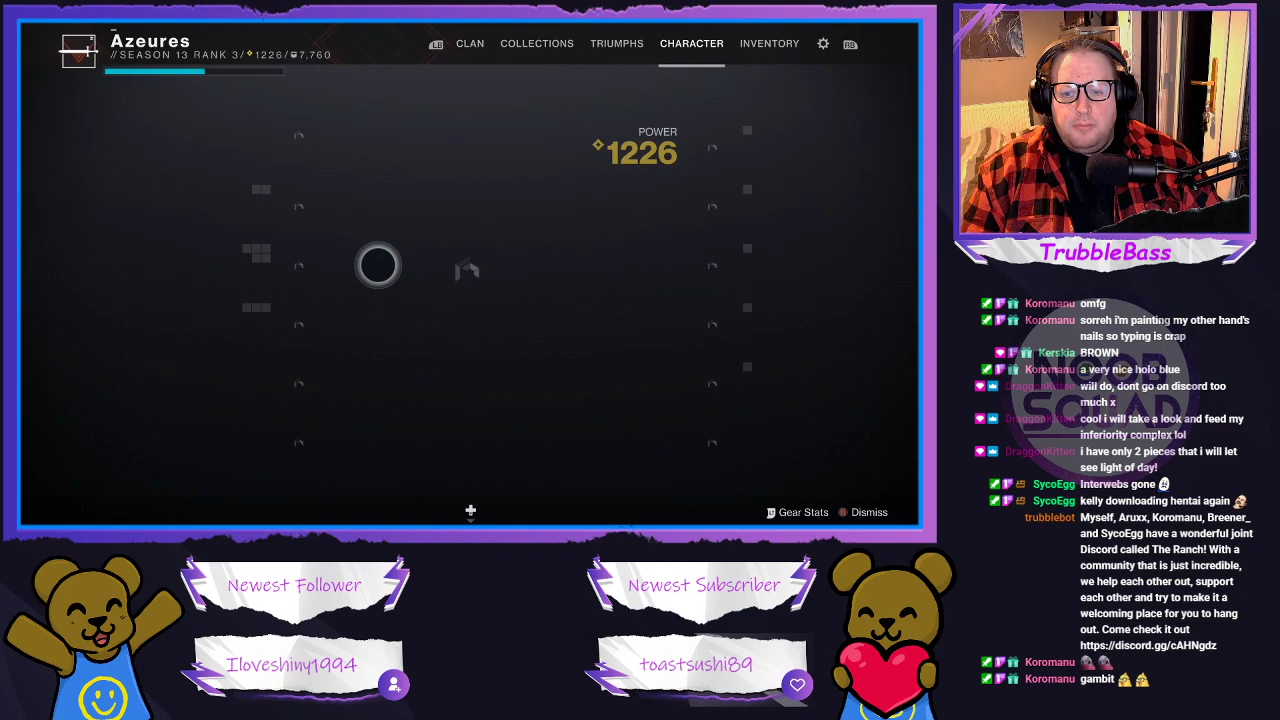 Azeures
//SEASON 13 RANK 3/1226/7,760
LB CLAN COLLECTIONS TRIUMPHS CHARACTER INVENTORY RB
POWER
1226
Gear Stats B Dismiss
TrubbleBass
NOOB
SQUAD
Koromanu omfg
Koromanu sorreh i'm painting my other hand's
nails so typing is crap
Kerskia BROWN
Koromanu a very nice holo blue
DraggonKitten will do, dont go on discord too
much x
DraggonKitten cool i will take a look and feed my
inferiority complex lol
DraggonKitten i have only 2 pieces that i will let
see light of day!
SycoEgg Interwebs gone
SycoEgg kelly downloading hentai again
trubblebot Myself, Aruxx, Koromanu, Breener_
and SycoEgg have a wonderful joint
Discord called The Ranch! With a
community that is just incredible,
we help each other out, support
each other and try to make it a
welcoming place for you to hang
out. Come check it out
https://discord.gg/cAHNgdz
Koromanu
Koromanu gambit
Newest Follower
Iloveshiny1994
Newest Subscriber
toastsushi89